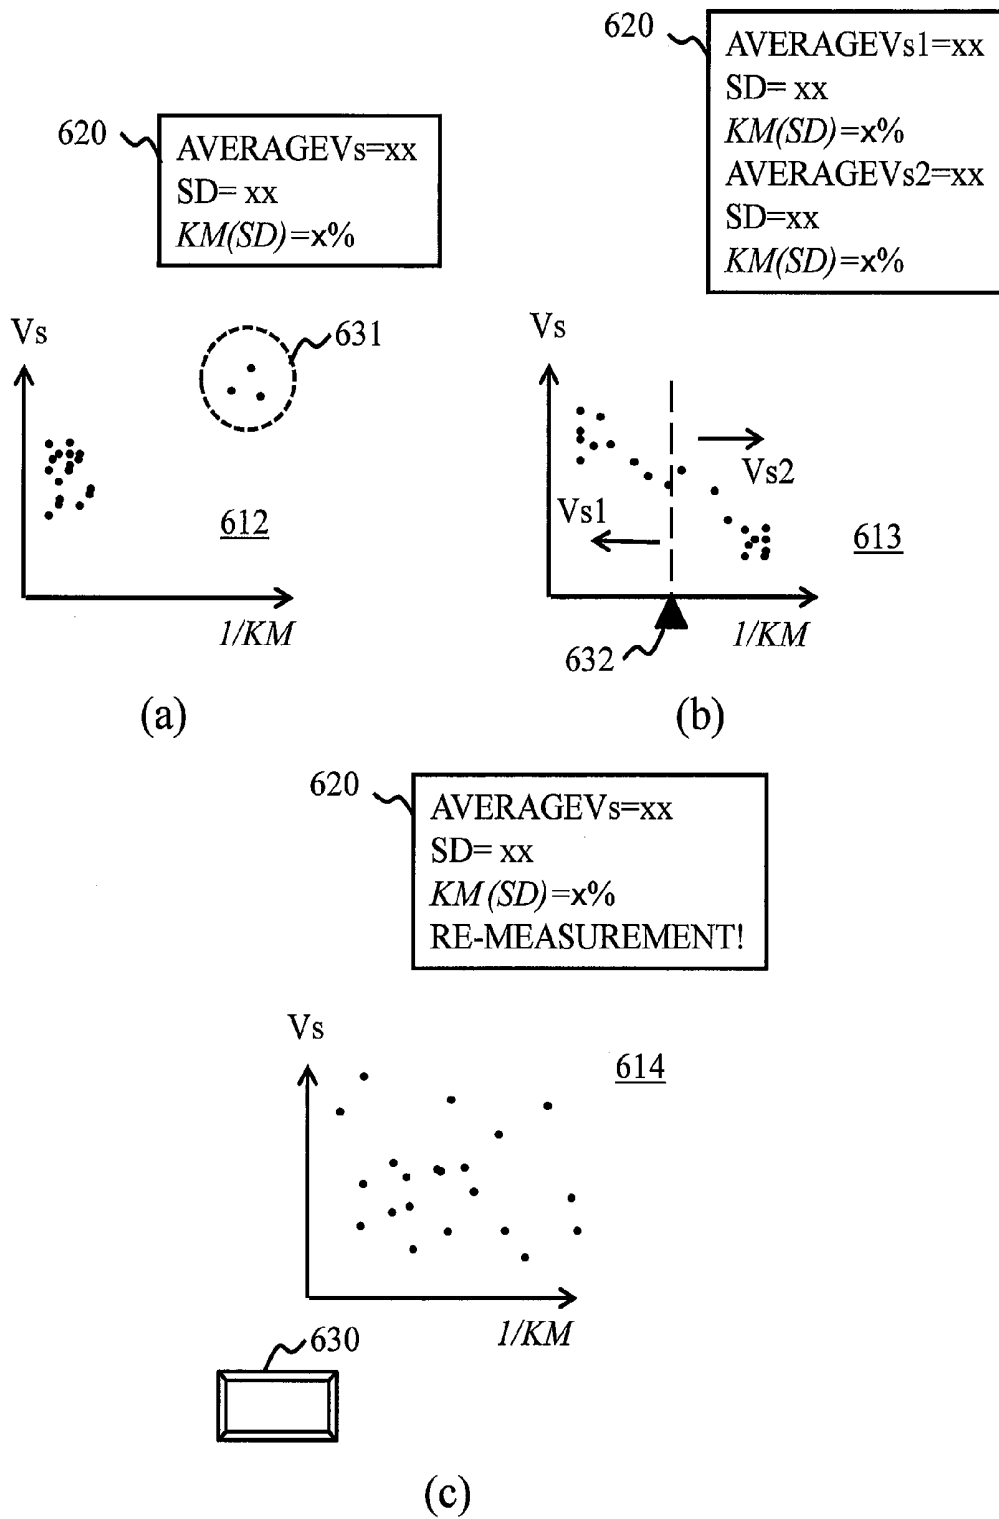 620
AVERAGEVs=xx
SD= xx
KM(SD)=x%
Vs
631
612
1/KM
(a)
620
AVERAGEVs1=xx
SD= xx
KM(SD)=x%
AVERAGEVs2=xx
SD=xx
KM(SD)=x%
Vs
Vs2
Vs1
613
632
1/KM
(b)
620
AVERAGEVs=xx
SD= xx
KM(SD)=x%
RE-MEASUREMENT!
Vs
614
1/KM
630
(c)